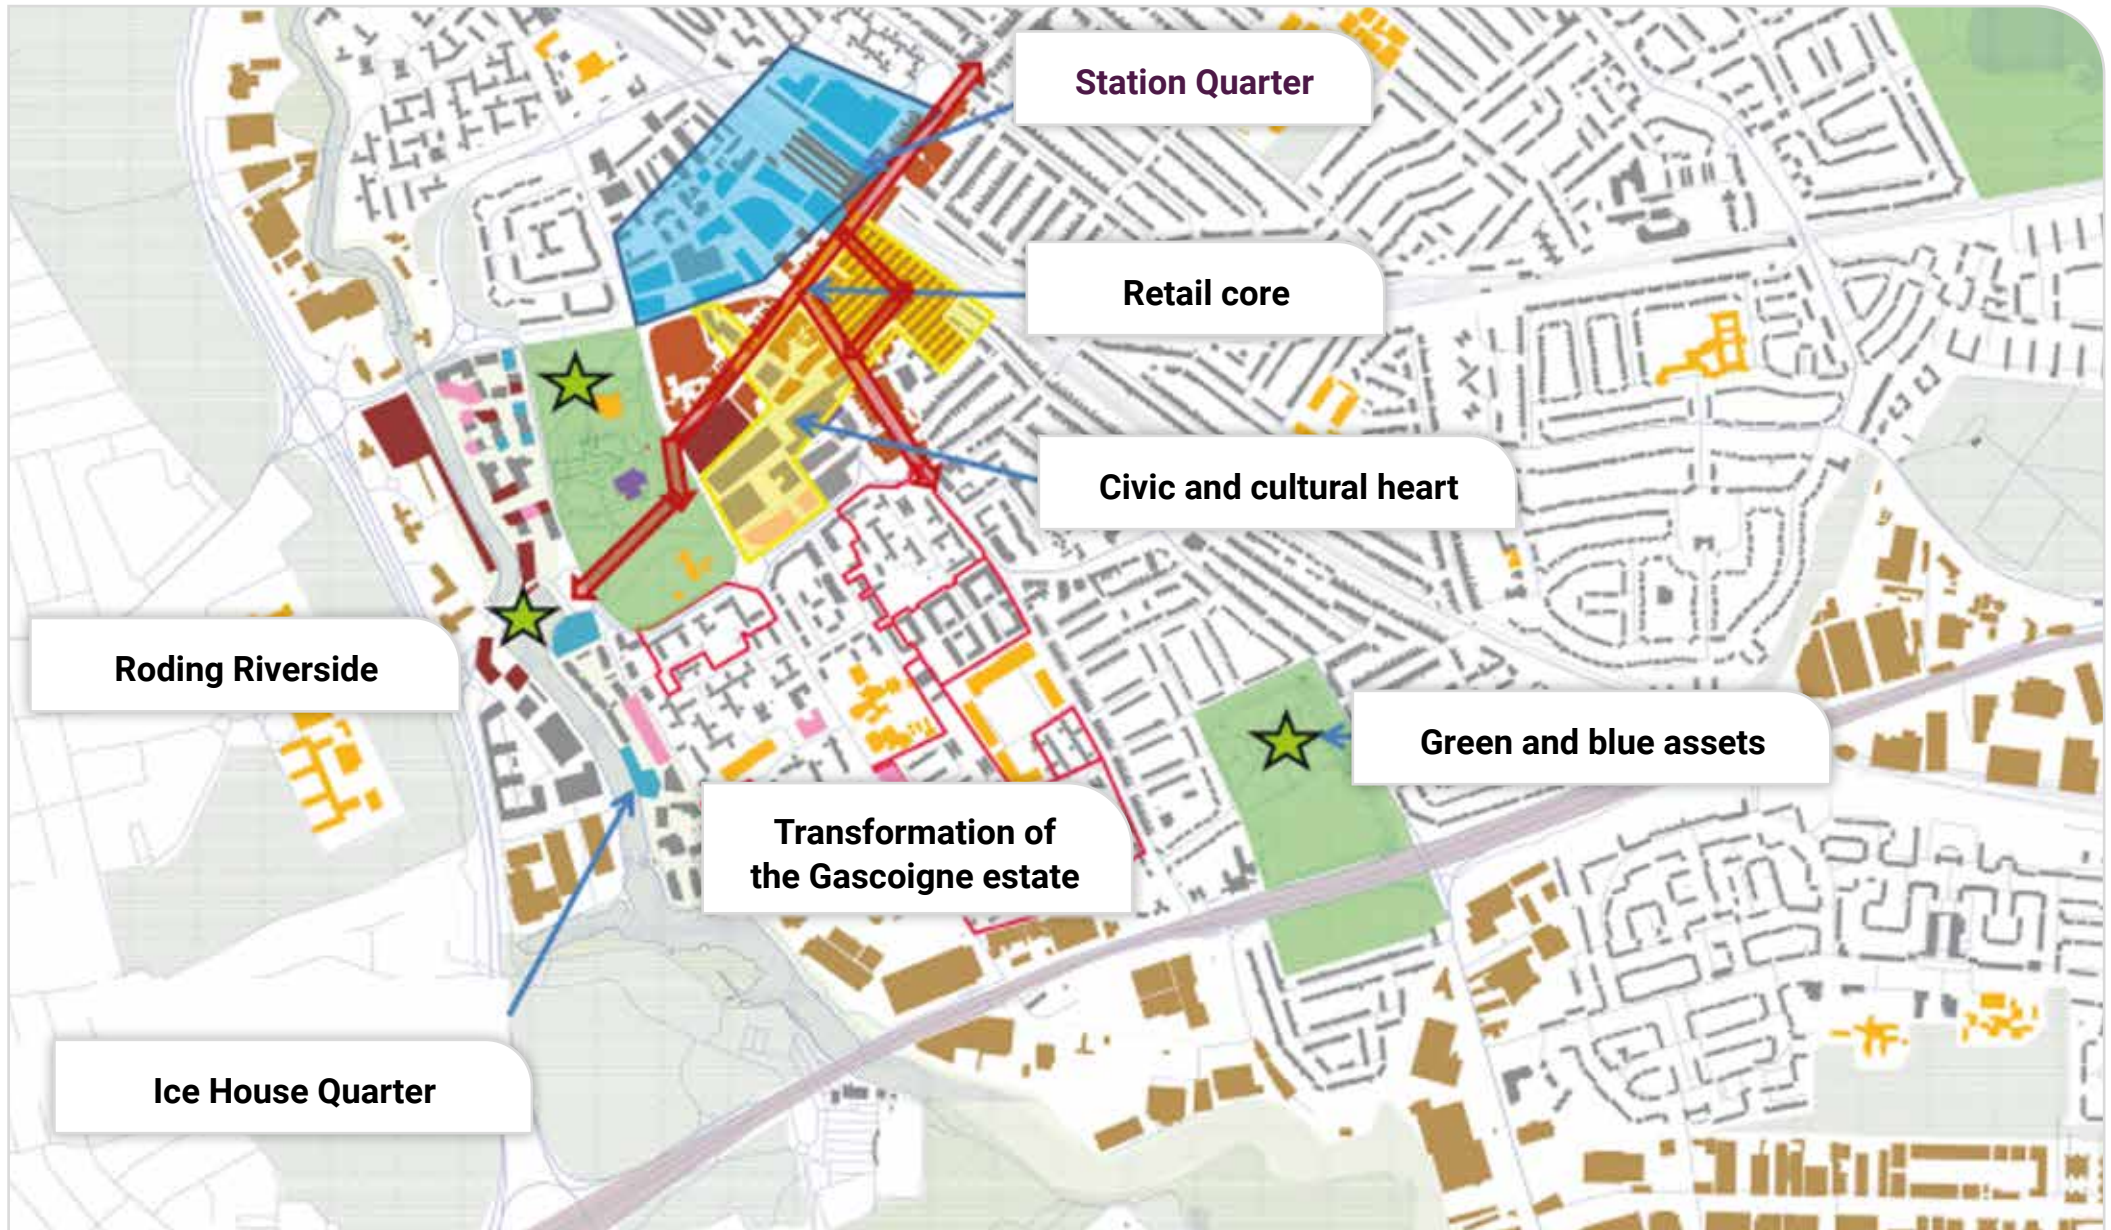 Station Quarter
Retail core
Civic and cultural heart
Roding Riverside
Green and blue assets
Transformation of
the Gascoigne estate
Ice House Quarter